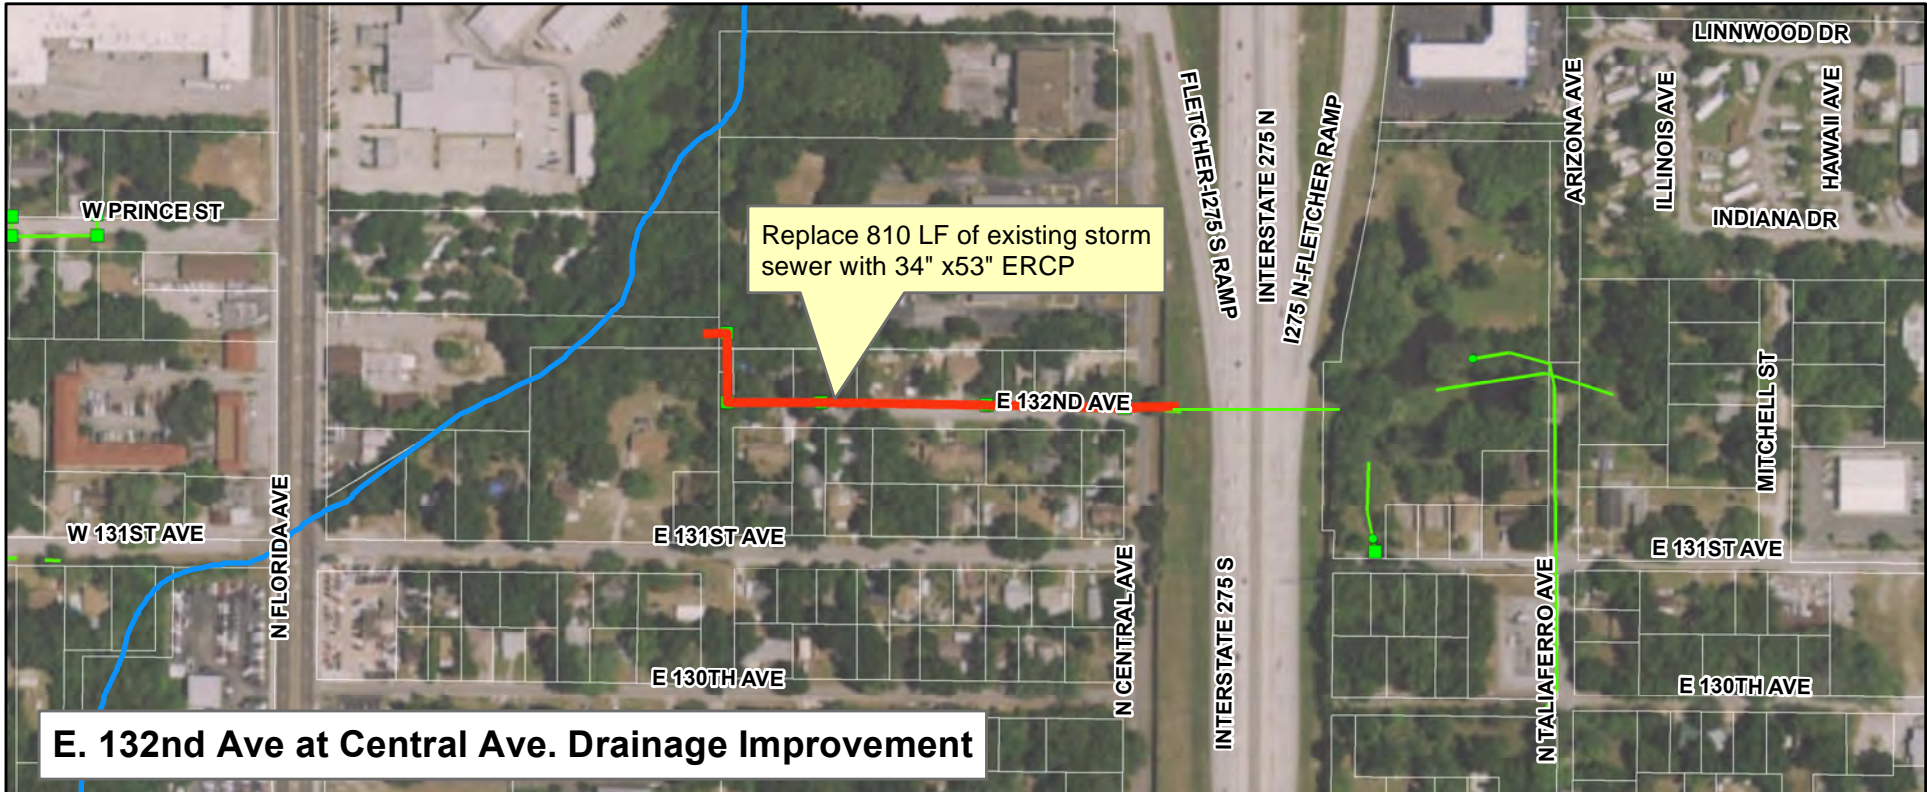 LINNWOOD DR
ARIZONA AVE
ILLINOIS AVE
HAWAII AVE
FLETCHER-I275 S RAMP
INTERSTATE 275 N
I275 N-FLETCHER RAMP
W PRINCE ST
INDIANA DR
Replace 810 LF of existing storm
sewer with 34" x53" ERCP
E 132ND AVE
MITCHELL ST
N FLORIDA AVE
W 131ST AVE
E 131ST AVE
E 131ST AVE
N CENTRAL AVE
INTERSTATE 275 S
N TALIAFERRO AVE
E 130TH AVE
E 130TH AVE
E. 132nd Ave at Central Ave. Drainage Improvement